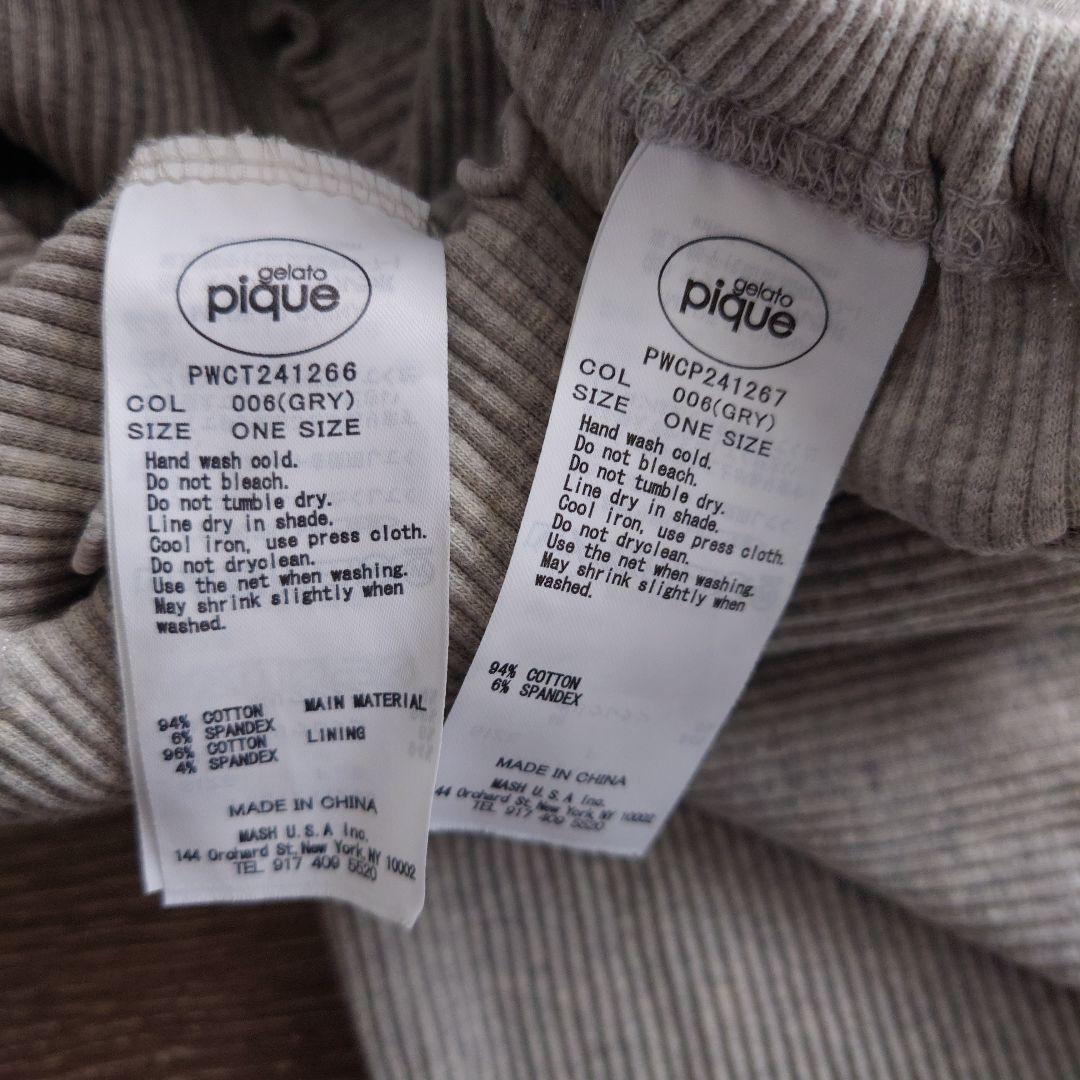 gelato
pique
PWCT241266
COL 006(GRY)
SIZE ONE SIZE
Hand wash cold.
Do not bleach.
Do not tumble dry.
Line dry in shade.
Cool iron, use press cloth.
Do not dryclean.
Use the net when washing.
May shrink slightly when
washed.
94% COTTON MAIN MATERIAL
6% SPANDEX
96% COTTON LINING
4% SPANDEX
MADE IN CHINA
MASH U.S.A Inc.
144 Orchard St, New York, NY 10002
TEL 917 409 5520
gelato
pique
PWCP241267
COL 006(GRY)
SIZE ONE SIZE
Hand wash cold.
Do not bleach.
Do not tumble dry.
Line dry in shade.
Cool iron, use press cloth.
Do not dryclean.
Use the net when washing.
May shrink slightly when
washed.
94% COTTON
6% SPANDEX
MADE IN CHINA
MASH U.S.A Inc.
44 Orchard St, New York, NY 10002
TEL 917 409 5520